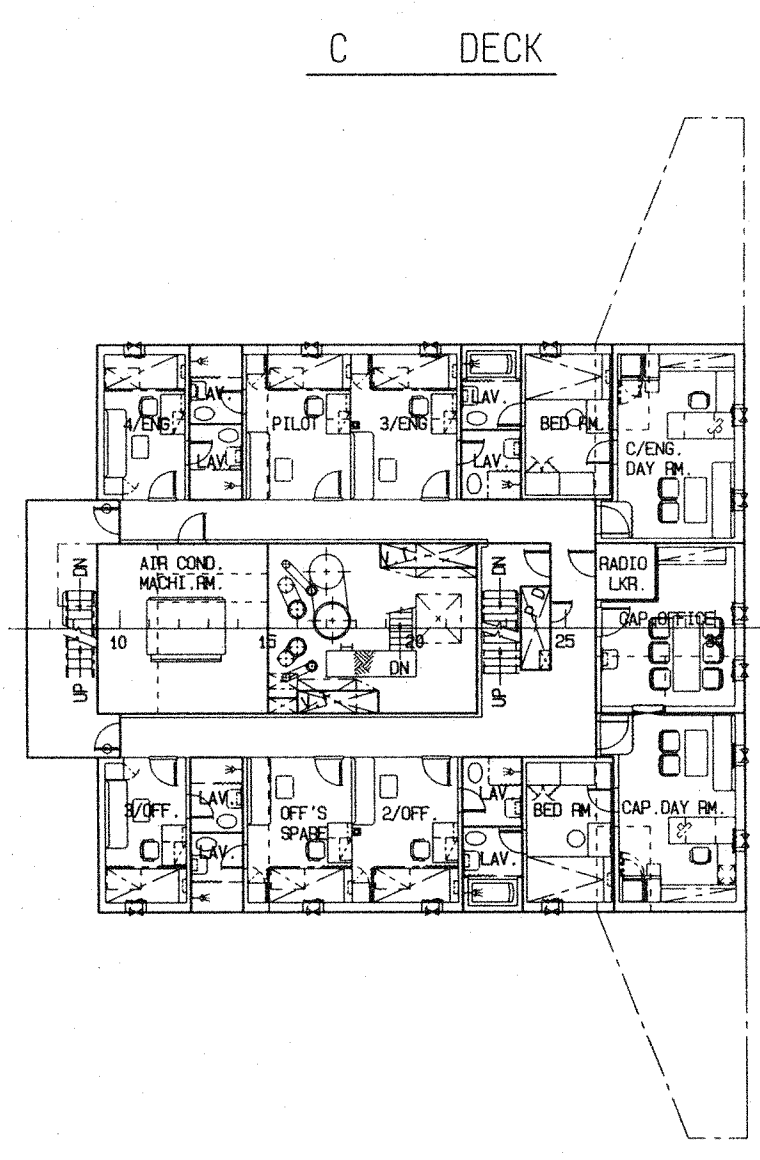 C DECK
4/ENG.
LAV.
LAV.
PILOT
3/ENG
LAV.
LAV.
BED RM.
C/ENG.
DAY RM.
AIR COND.
MACHI.RM.
DN
UP
10
15
20
25
DN
DN
UP
P D
RADIO
LKR.
CAP.OFFICE
3/OFF.
LAV.
LAV.
OFF'S
SPARE
2/OFF.
LAV.
LAV.
BED RM
CAP.DAY RM.